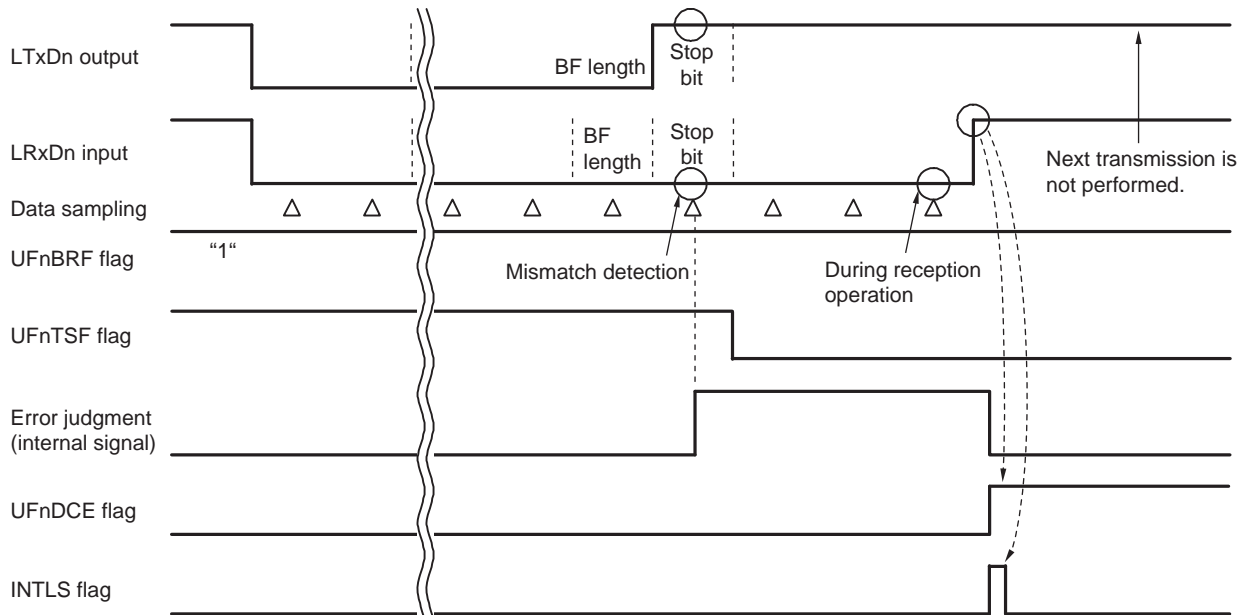 LTxDn output
BF length
Stop
bit
LRxDn input
BF
length
Stop
bit
Next transmission is
not performed.
Data sampling
UFnBRF flag
“1“
Mismatch detection
During reception
operation
UFnTSF flag
Error judgment
(internal signal)
UFnDCE flag
INTLS flag